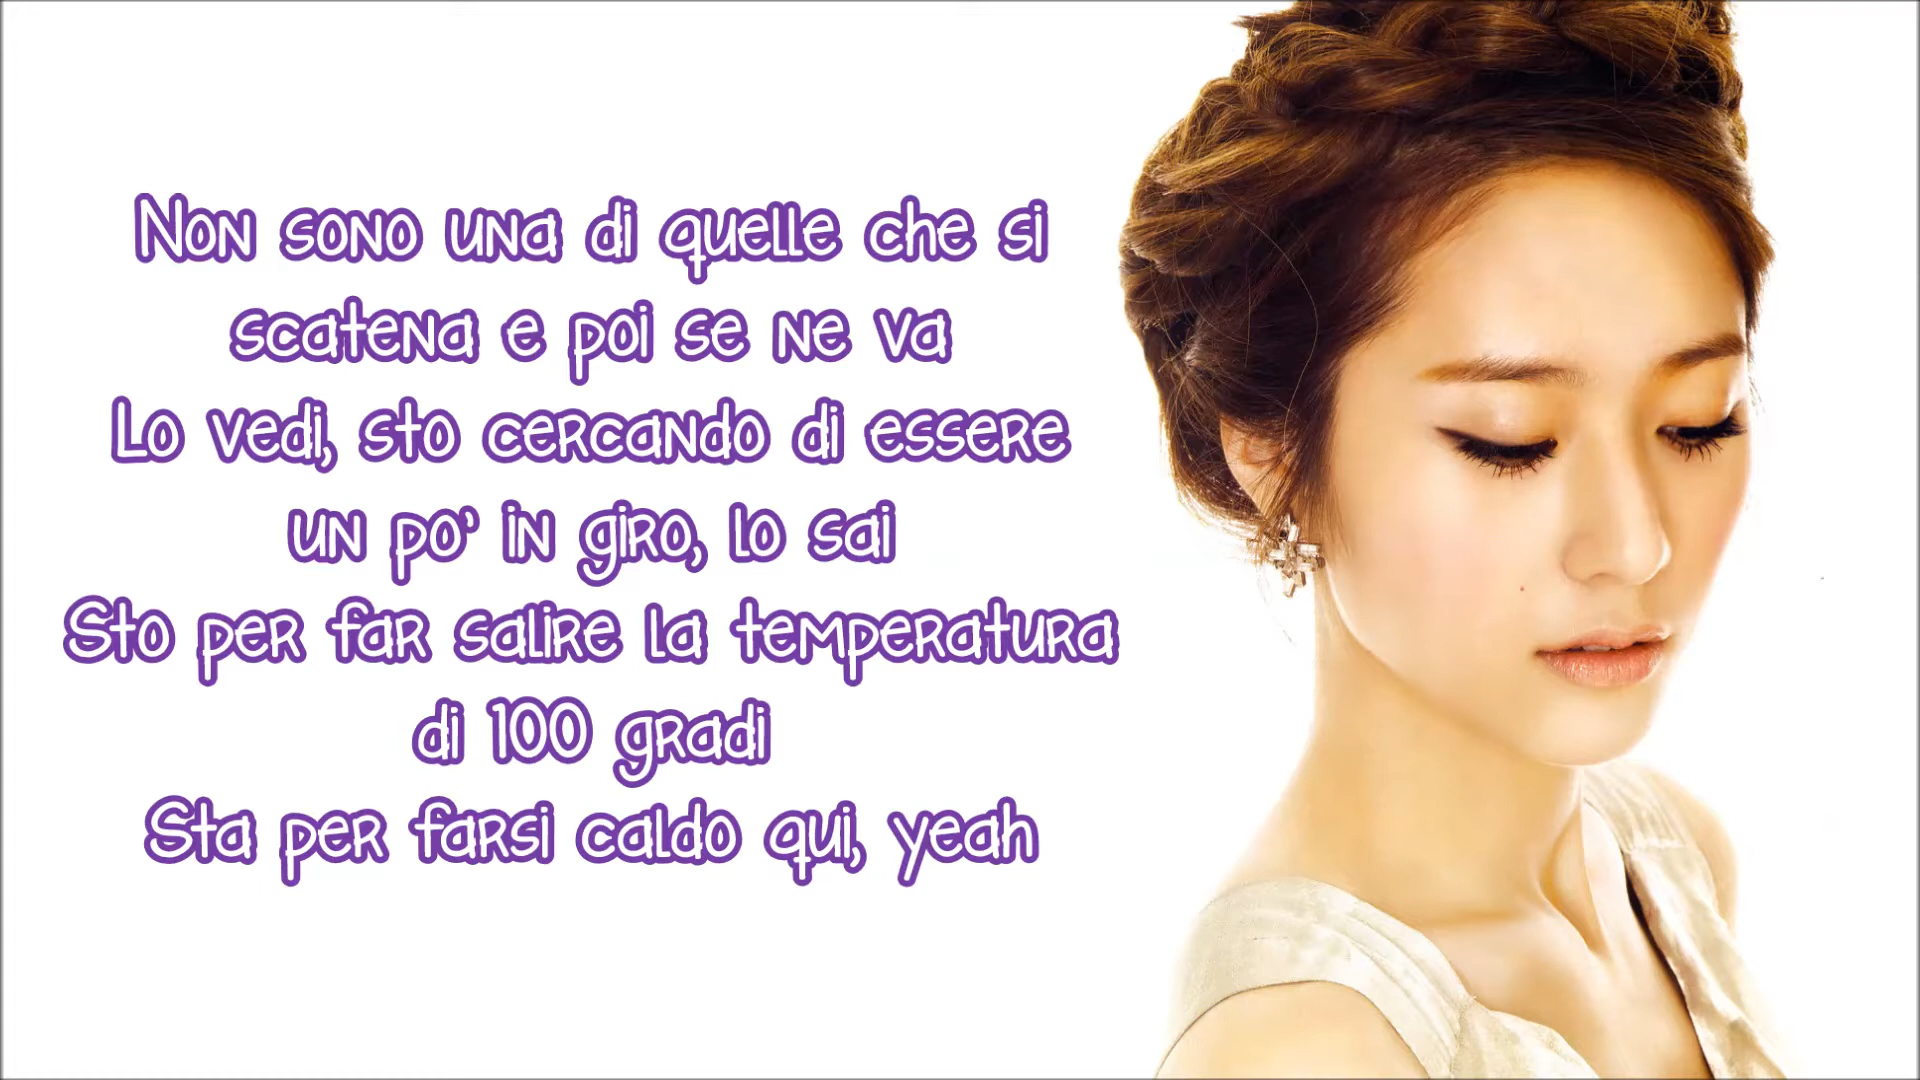 Non sono una di quelle che si
scatena e poi se ne va
Lo vedi, sto cercando di essere
un po' in giro, lo sai
Sto per far salire la temperatura
di 100 gradi
Sta per farsi caldo qui, yeah